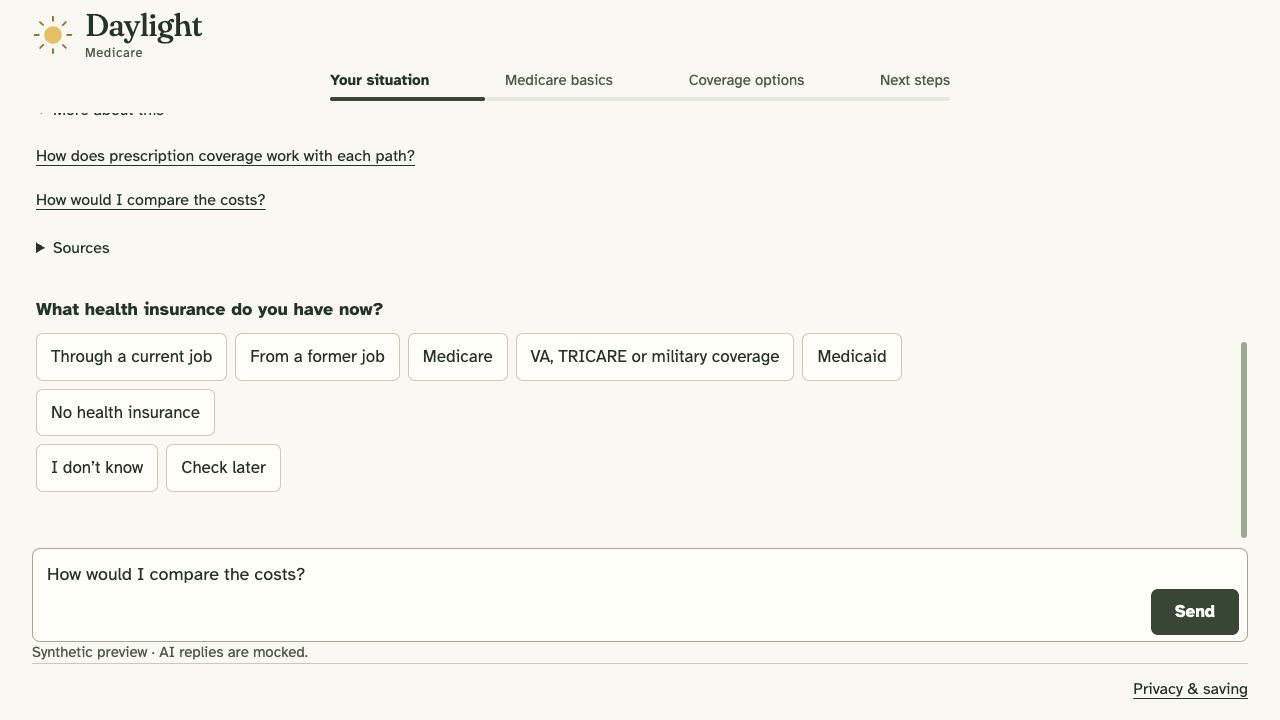 Daylight
Medicare
Your situation
Medicare basics
Coverage options
Next steps
More about this
How does prescription coverage work with each path?
How would I compare the costs?
Sources
What health insurance do you have now?
Through a current job
From a former job
Medicare
VA, TRICARE or military coverage
Medicaid
No health insurance
I don’t know
Check later
How would I compare the costs?
Send
Synthetic preview · AI replies are mocked.
Privacy & saving